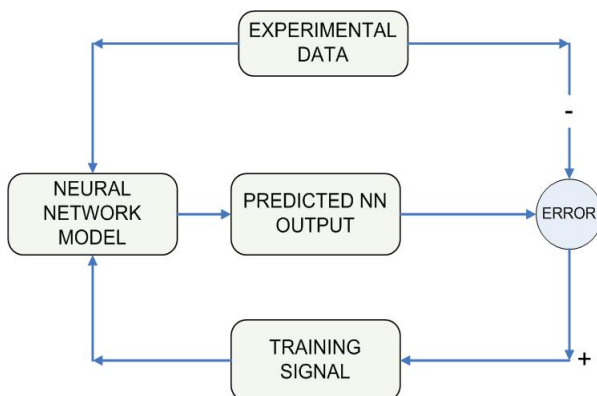 EXPERIMENTAL
DATA
-
NEURAL
NETWORK
MODEL
PREDICTED NN
OUTPUT
ERROR
TRAINING
SIGNAL
+